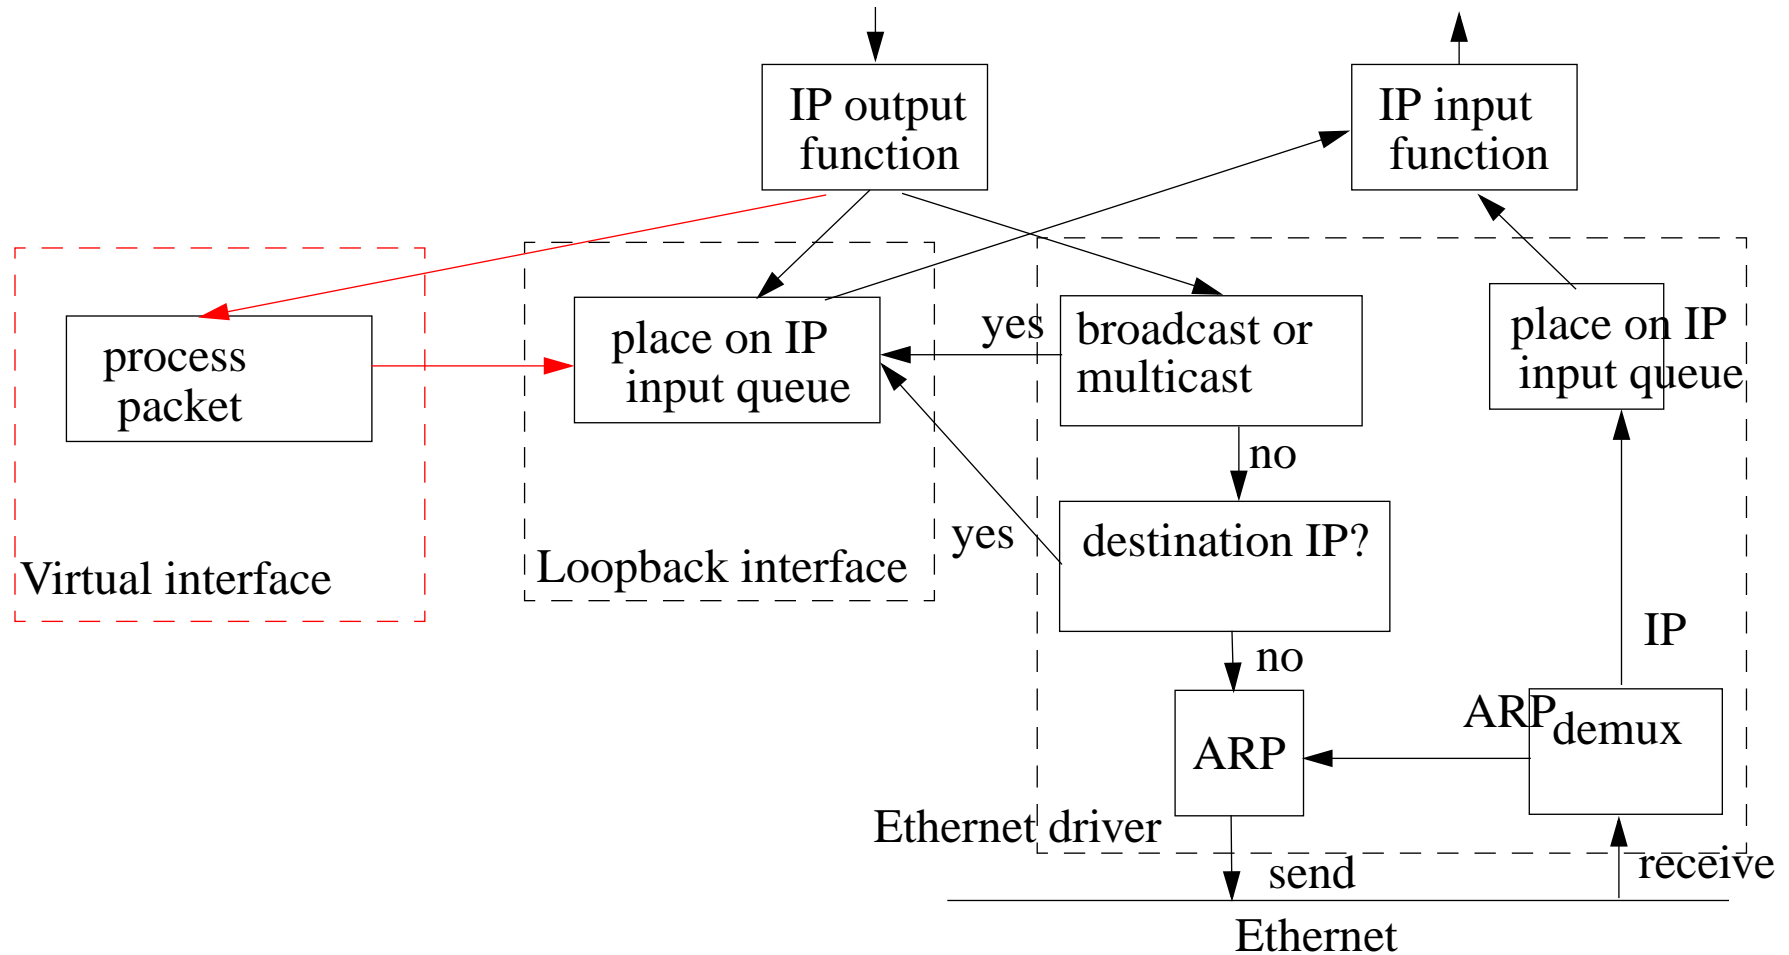 IP output
function
IP input
function
process
packet
Virtual interface
place on IP
input queue
Loopback interface
yes
broadcast or
multicast
no
yes
destination IP?
no
ARP
Ethernet driver
place on IP
input queue
IP
ARP
demux
send
receive
Ethernet